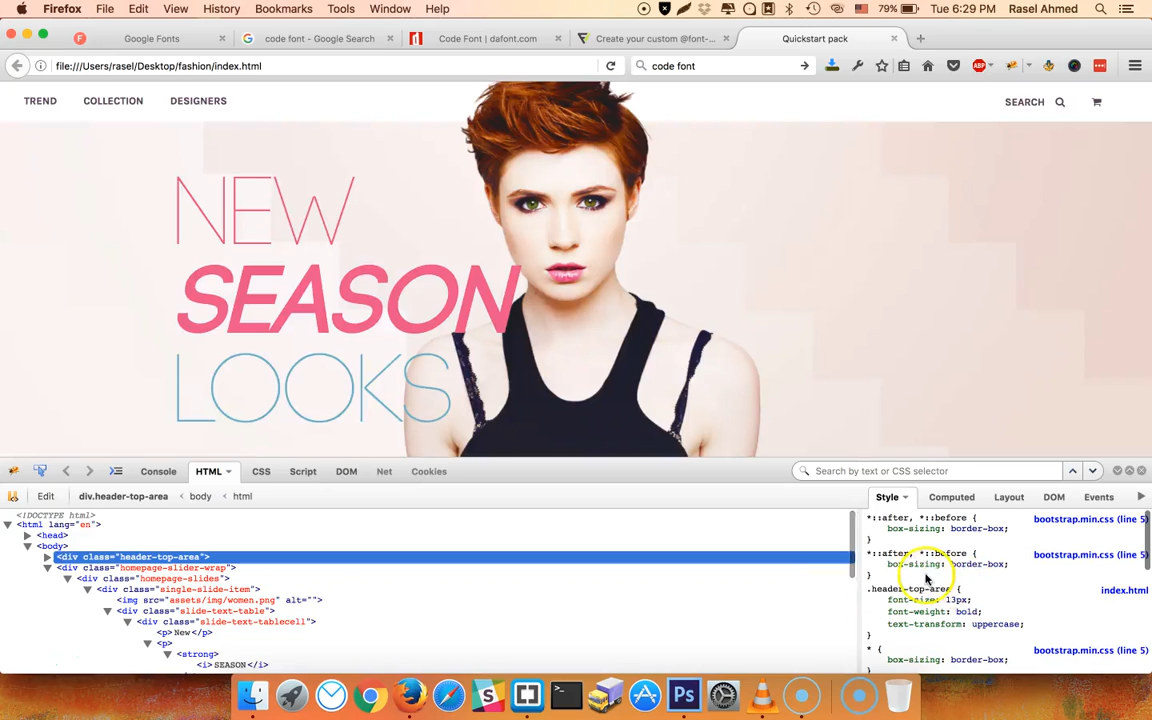 Firefox File Edit View History Bookmarks Tools Window Help 79% Tue 6:29 PM Rasel Ahmed
Google Fonts code font - Google Search Code Font | dafont.com Create your custom @font-... Quickstart pack
file:///Users/rasel/Desktop/fashion/index.html code font
TREND COLLECTION DESIGNERS SEARCH
NEW
SEASON
LOOKS
Console HTML CSS Script DOM Net Cookies Search by text or CSS selector
Edit div.header-top-area body html Style Computed Layout DOM Events
<!DOCTYPE html>
<html lang="en">
<head>
<body>
<div class="header-top-area">
<div class="homepage-slider-wrap">
<div class="homepage-slides">
<div class="single-slide-item">
<img src="assets/img/women.png" alt="">
<div class="slide-text-table">
<div class="slide-text-tablecell">
<p>New</p>
<p>
<strong>
<i>SEASON</i>
*::after, *::before { bootstrap.min.css (line 5)
box-sizing: border-box;
}
*::after, *::before { bootstrap.min.css (line 5)
box-sizing: border-box;
}
.header-top-area { index.html
font-size: 13px;
font-weight: bold;
text-transform: uppercase;
}
* { bootstrap.min.css (line 5)
box-sizing: border-box;